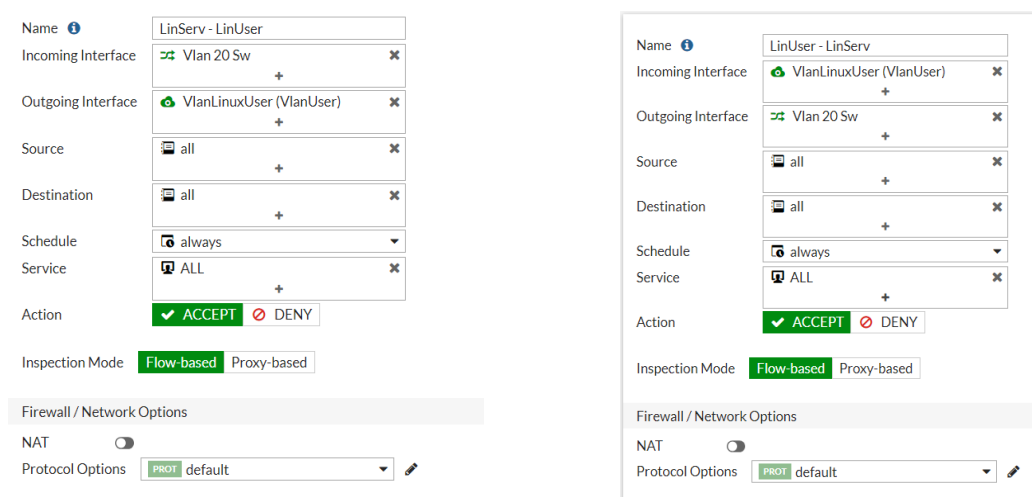 Name LinServ - LinUser
Incoming Interface Vlan 20 Sw
+
Outgoing Interface VlanLinuxUser (VlanUser)
+
Source all
+
Destination all
+
Schedule always
Service ALL
+
Action ACCEPT DENY
Inspection Mode Flow-based Proxy-based
Firewall / Network Options
NAT
Protocol Options PROT default
Name LinUser - LinServ
Incoming Interface VlanLinuxUser (VlanUser)
+
Outgoing Interface Vlan 20 Sw
+
Source all
+
Destination all
+
Schedule always
Service ALL
+
Action ACCEPT DENY
Inspection Mode Flow-based Proxy-based
Firewall / Network Options
NAT
Protocol Options PROT default